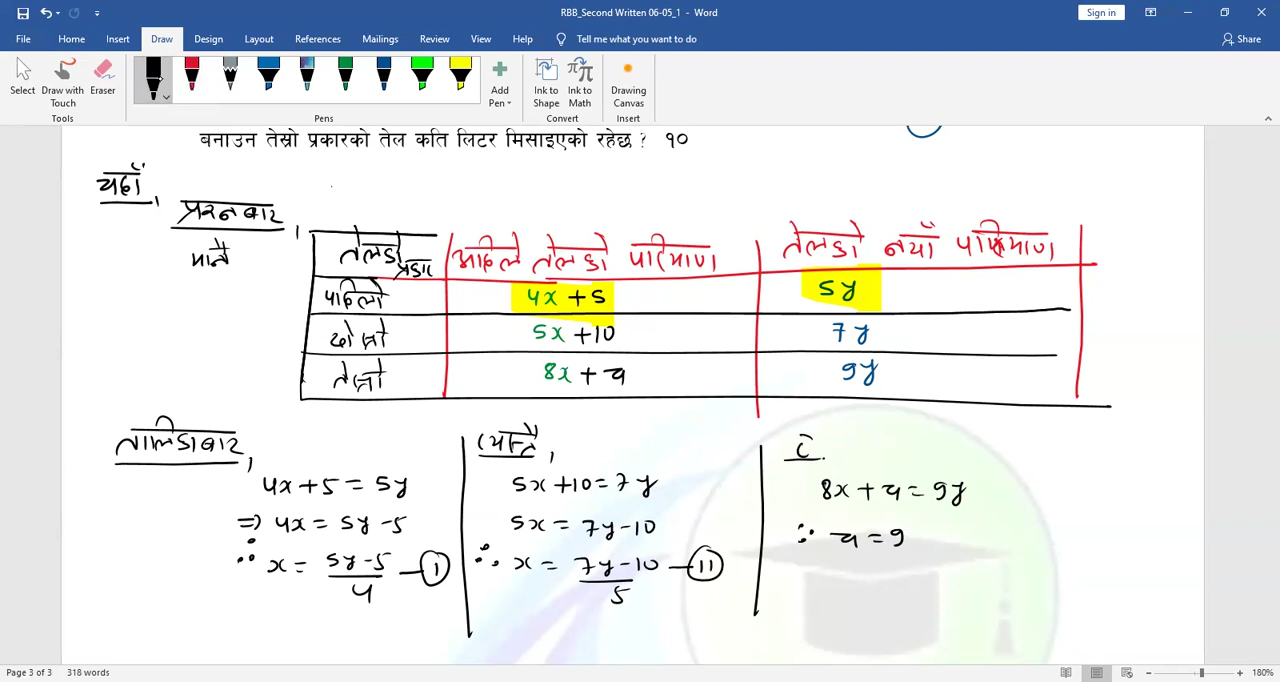 RBB_Second Written 06-05_1 - Word
Sign in
File Home Insert Draw Design Layout References Mailings Review View Help Tell me what you want to do
Share
Select Draw with Touch Eraser Add Pen Ink to Shape Ink to Math Drawing Canvas
Tools Pens Convert Insert
बनाउन तेस्रो प्रकारको तेल कति लिटर मिसाइएको रहेछ ? १०
यहाँ,
प्रश्नबाट,
मानौं
तेलको प्रकार अहिले तेलको परिमाण तेलको नयाँ परिमाण
पहिलो 4x + 5 5y
दोस्रो 5x + 10 7y
तेस्रो 8x + a 9y
तालिकाबाट,
4x + 5 = 5y
=> 4x = 5y - 5
∴ x = 5y - 5 / 4 — (I)
त्यस्तै,
5x + 10 = 7y
5x = 7y - 10
∴ x = 7y - 10 / 5 — (II)
र.
8x + a = 9y
∴ a = 9
Page 3 of 3 318 words
180%